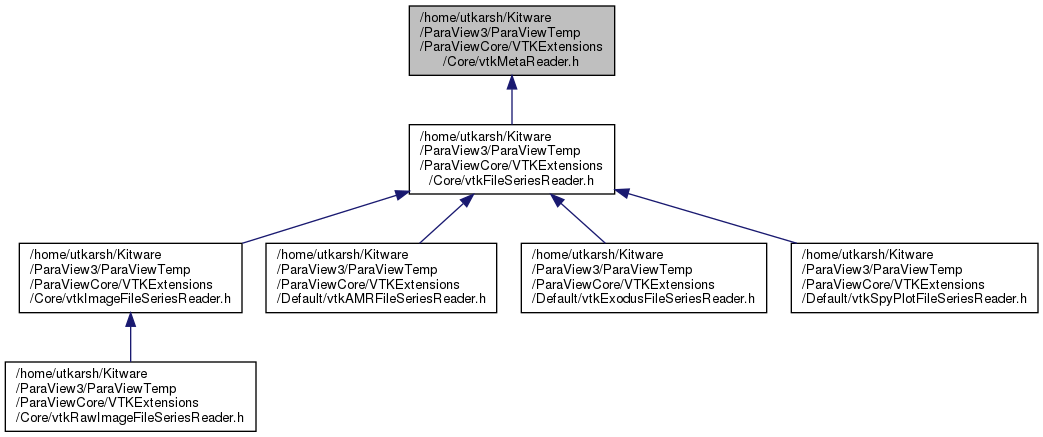 /home/utkarsh/Kitware
/ParaView3/ParaViewTemp
/ParaViewCore/VTKExtensions
/Core/vtkMetaReader.h
/home/utkarsh/Kitware
/ParaView3/ParaViewTemp
/ParaViewCore/VTKExtensions
/Core/vtkFileSeriesReader.h
/home/utkarsh/Kitware
/ParaView3/ParaViewTemp
/ParaViewCore/VTKExtensions
/Core/vtkImageFileSeriesReader.h
/home/utkarsh/Kitware
/ParaView3/ParaViewTemp
/ParaViewCore/VTKExtensions
/Default/vtkAMRFileSeriesReader.h
/home/utkarsh/Kitware
/ParaView3/ParaViewTemp
/ParaViewCore/VTKExtensions
/Default/vtkExodusFileSeriesReader.h
/home/utkarsh/Kitware
/ParaView3/ParaViewTemp
/ParaViewCore/VTKExtensions
/Default/vtkSpyPlotFileSeriesReader.h
/home/utkarsh/Kitware
/ParaView3/ParaViewTemp
/ParaViewCore/VTKExtensions
/Core/vtkRawImageFileSeriesReader.h